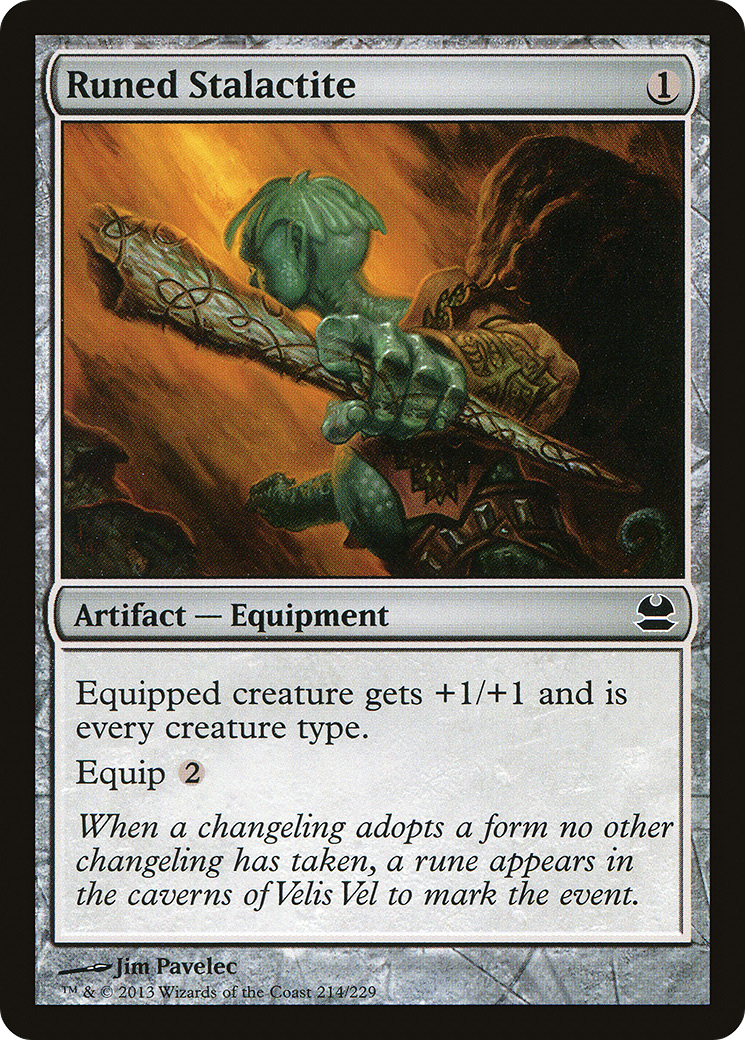 Runed Stalactite
1
Artifact — Equipment
Equipped creature gets +1/+1 and is
every creature type.
Equip 2
When a changeling adopts a form no other
changeling has taken, a rune appears in
the caverns of Velis Vel to mark the event.
Jim Pavelec
™ & © 2013 Wizards of the Coast 214/229